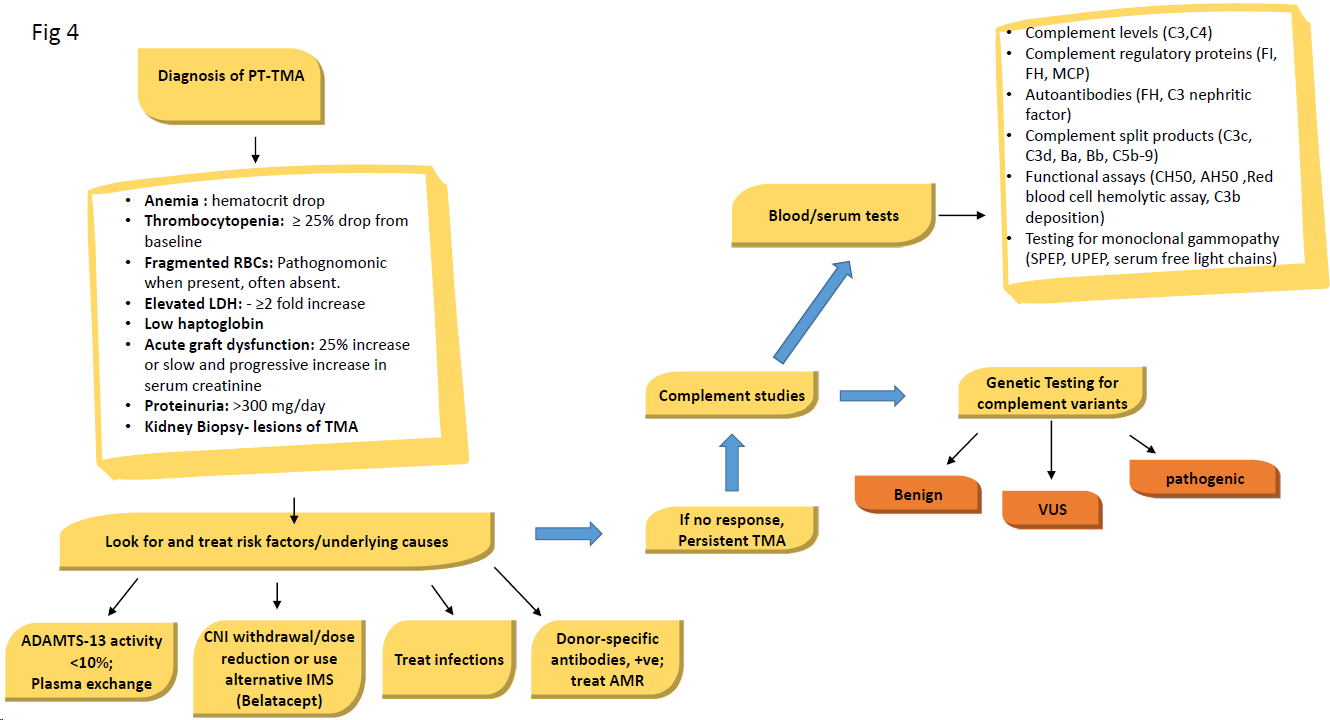 Fig 4
Diagnosis of PT-TMA
• Anemia : hematocrit drop
• Thrombocytopenia: ≥ 25% drop from
baseline
• Fragmented RBCs: Pathognomonic
when present, often absent.
• Elevated LDH: - ≥2 fold increase
• Low haptoglobin
• Acute graft dysfunction: 25% increase
or slow and progressive increase in
serum creatinine
• Proteinuria: >300 mg/day
• Kidney Biopsy- lesions of TMA
Look for and treat risk factors/underlying causes
ADAMTS-13 activity
<10%;
Plasma exchange
CNI withdrawal/dose
reduction or use
alternative IMS
(Belatacept)
Treat infections
Donor-specific
antibodies, +ve;
treat AMR
If no response,
Persistent TMA
Complement studies
Blood/serum tests
• Complement levels (C3,C4)
• Complement regulatory proteins (FI,
FH, MCP)
• Autoantibodies (FH, C3 nephritic
factor)
• Complement split products (C3c,
C3d, Ba, Bb, C5b-9)
• Functional assays (CH50, AH50 ,Red
blood cell hemolytic assay, C3b
deposition)
• Testing for monoclonal gammopathy
(SPEP, UPEP, serum free light chains)
Genetic Testing for
complement variants
Benign
VUS
pathogenic